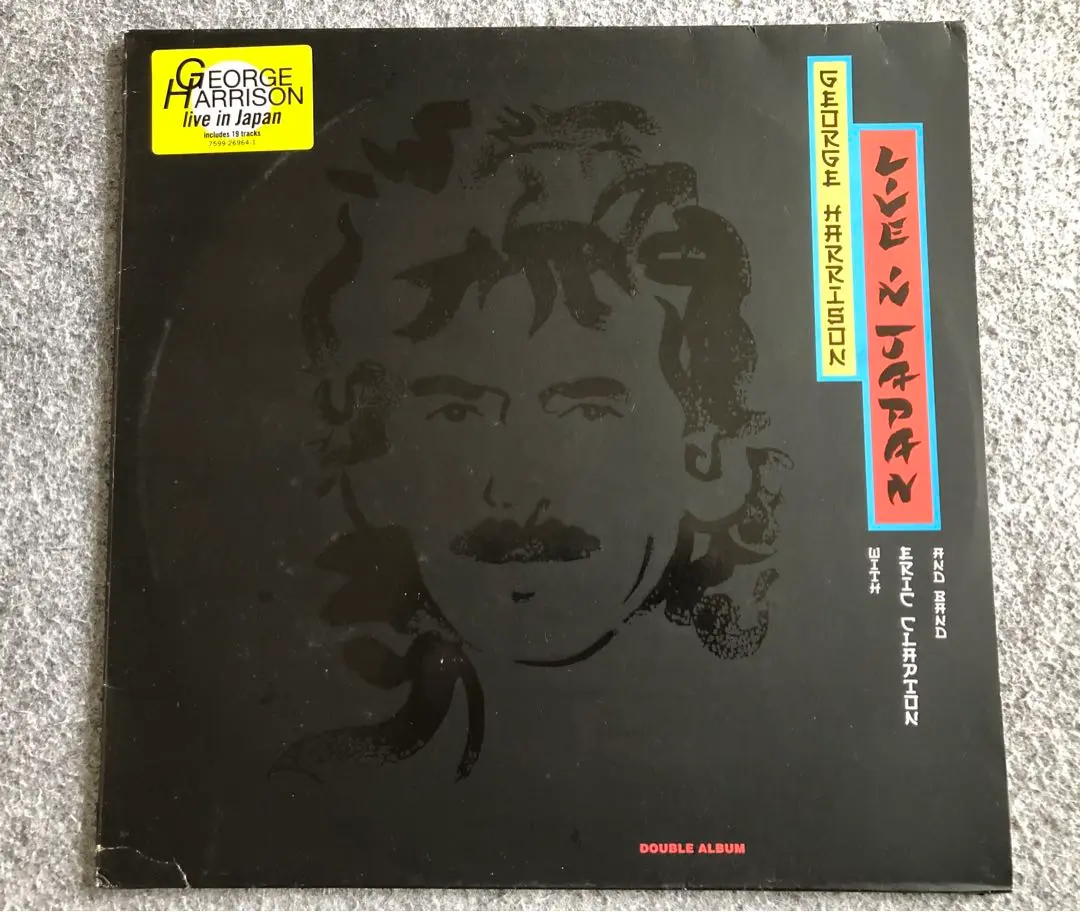 GEORGE
HARRISON
live in Japan
includes 19 tracks
7599-26964-1
GEORGE HARRISON
LIVE IN JAPAN
WITH
ERIC CLAPTON
AND BAND
DOUBLE ALBUM